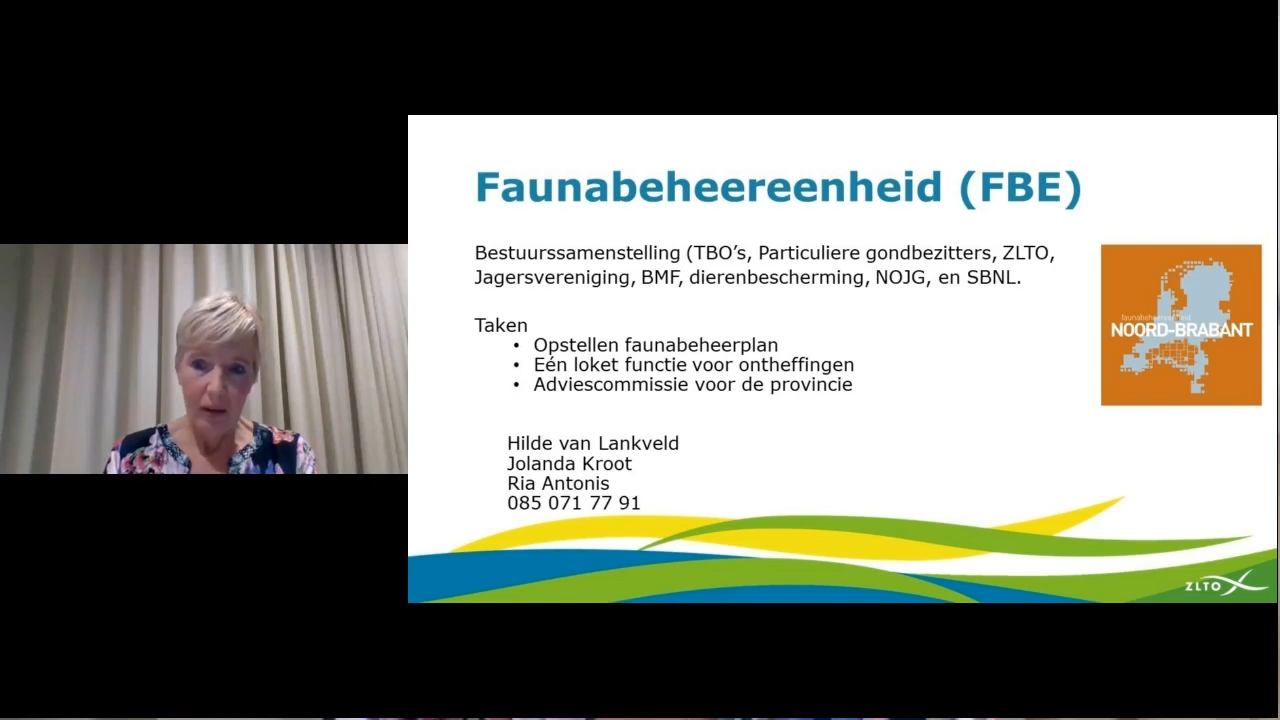 Faunabeheereenheid (FBE)
Bestuurssamenstelling (TBO’s, Particuliere gondbezitters, ZLTO,
Jagersvereniging, BMF, dierenbescherming, NOJG, en SBNL.
Taken
• Opstellen faunabeheerplan
• Eén loket functie voor ontheffingen
• Adviescommissie voor de provincie
Hilde van Lankveld
Jolanda Kroot
Ria Antonis
085 071 77 91
faunabeheereenheid
NOORD-BRABANT
ZLTO